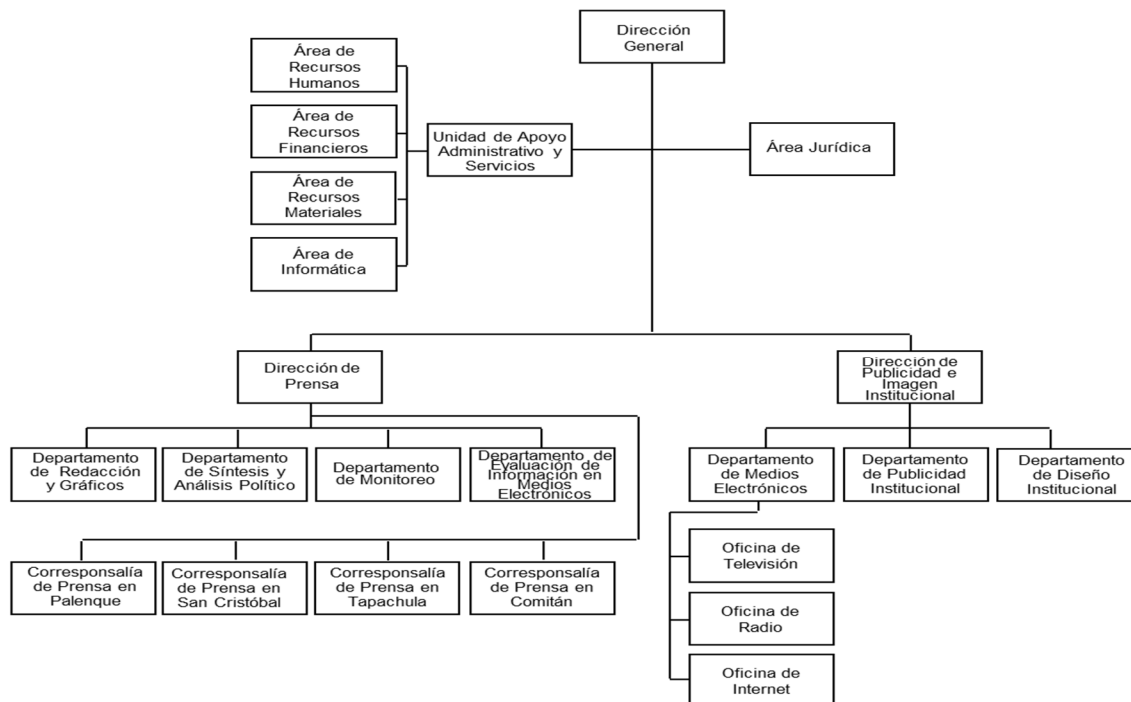 Dirección
General
Área de
Recursos
Humanos
Área de
Recursos
Financieros
Unidad de Apoyo
Administrativo y
Servicios
Área Jurídica
Área de
Recursos
Materiales
Área de
Informática
Dirección de
Prensa
Dirección de
Publicidad e
Imagen
Institucional
Departamento
de Redacción
y Gráficos
Departamento
de Síntesis y
Análisis Político
Departamento
de Monitoreo
Departamento de
Evaluación de
Información en
Medios
Electrónicos
Departamento
de Medios
Electrónicos
Departamento
de Publicidad
Institucional
Departamento
de Diseño
Institucional
Corresponsalía
de Prensa en
Palenque
Corresponsalía
de Prensa en
San Cristóbal
Corresponsalía
de Prensa en
Tapachula
Corresponsalía
de Prensa en
Comitán
Oficina de
Televisión
Oficina de
Radio
Oficina de
Internet